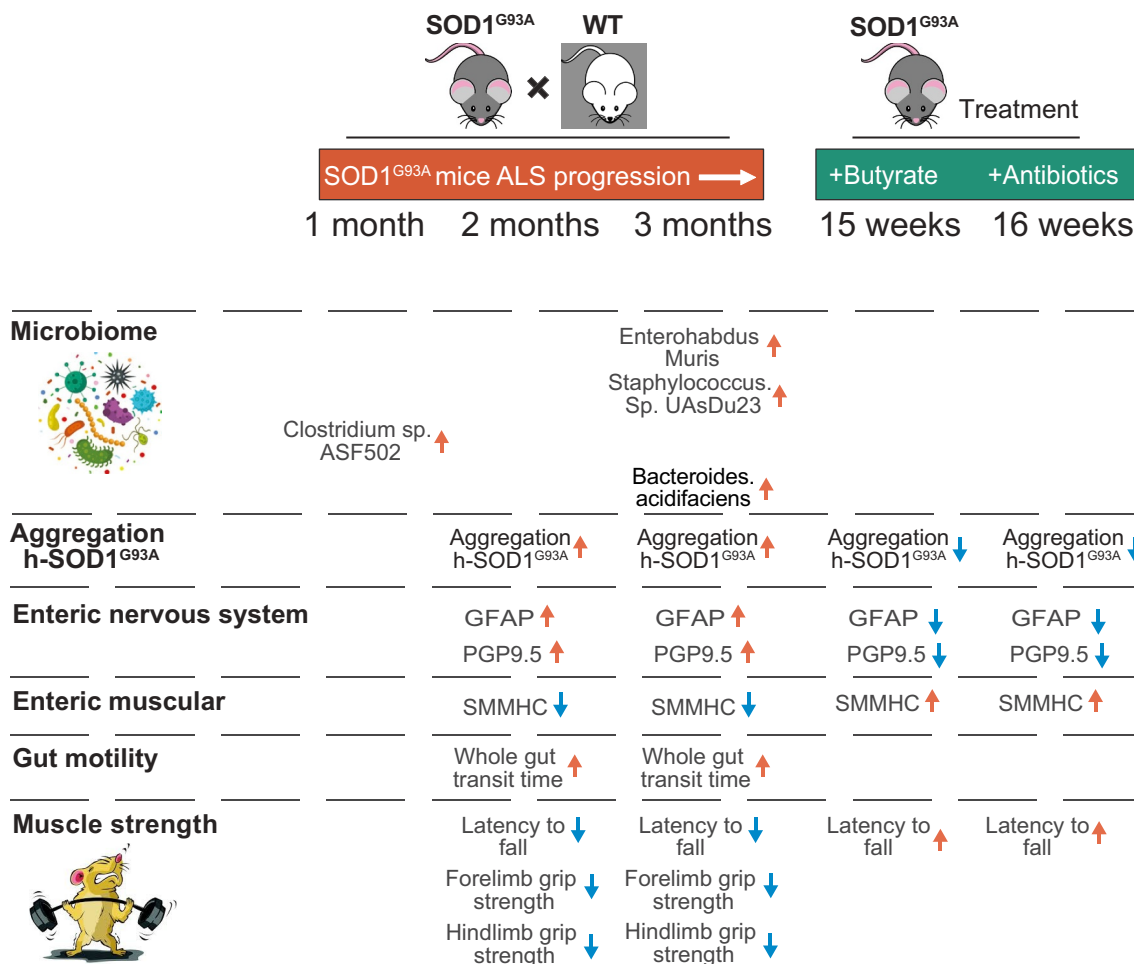 SOD1G93A WT SOD1G93A
Treatment
SOD1G93A mice ALS progression +Butyrate +Antibiotics
1 month 2 months 3 months 15 weeks 16 weeks
Microbiome
Enterohabdus
Muris
Staphylococcus.
Sp. UAsDu23
Clostridium sp.
ASF502
Bacteroides.
acidifaciens
Aggregation
h-SOD1G93A
Aggregation
h-SOD1G93A
Aggregation
h-SOD1G93A
Aggregation
h-SOD1G93A
Aggregation
h-SOD1G93A
Enteric nervous system
GFAP GFAP GFAP GFAP
PGP9.5 PGP9.5 PGP9.5 PGP9.5
Enteric muscular
SMMHC SMMHC SMMHC SMMHC
Gut motility
Whole gut
transit time
Whole gut
transit time
Muscle strength
Latency to
fall
Latency to
fall
Latency to
fall
Latency to
fall
Forelimb grip
strength
Forelimb grip
strength
Hindlimb grip
strength
Hindlimb grip
strength